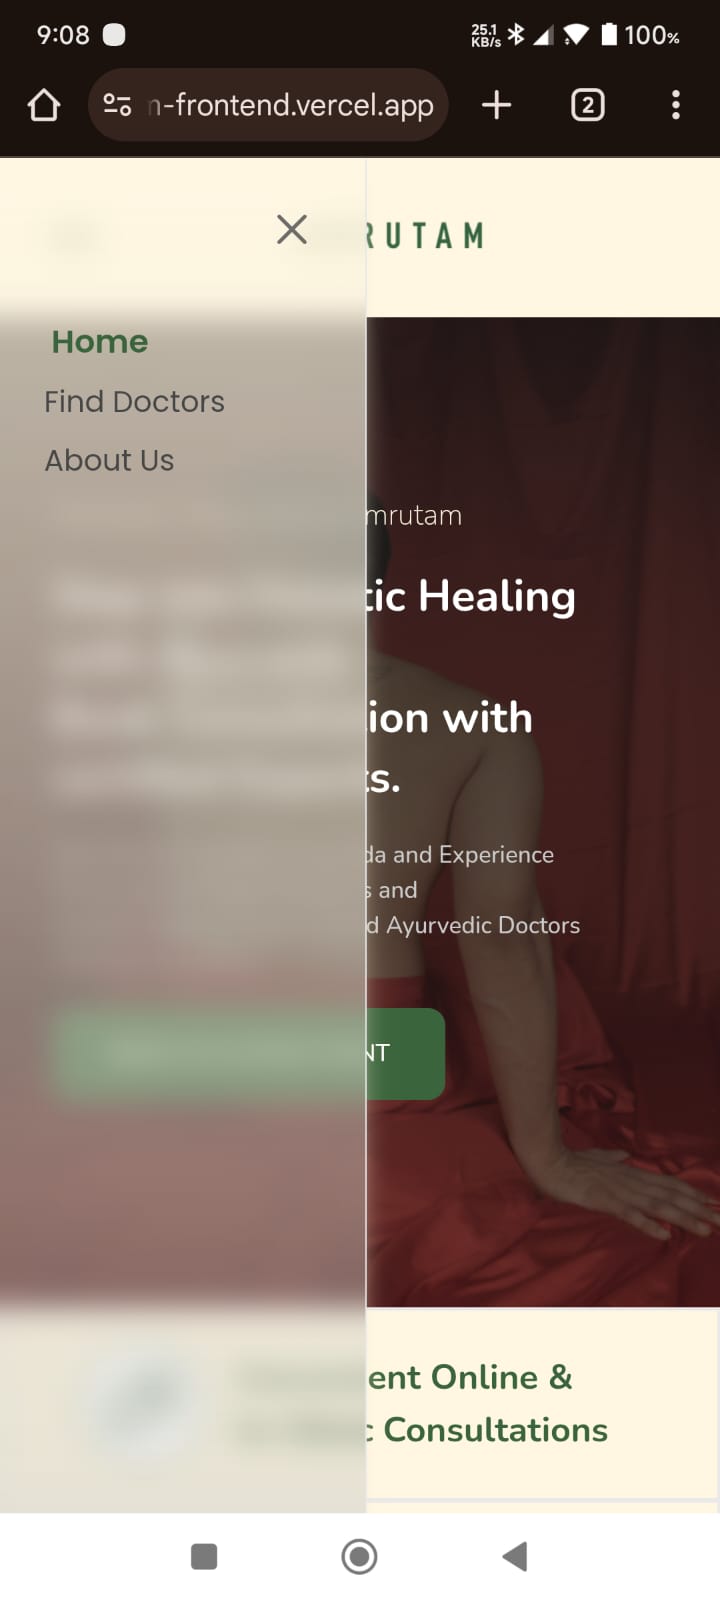 9:08
25.1
KB/s
100%
n-frontend.vercel.app
2
RUTAM
Home
Find Doctors
About Us
mrutam
tic Healing
ion with
ts.
da and Experience
s and
d Ayurvedic Doctors
NT
ent Online &
c Consultations